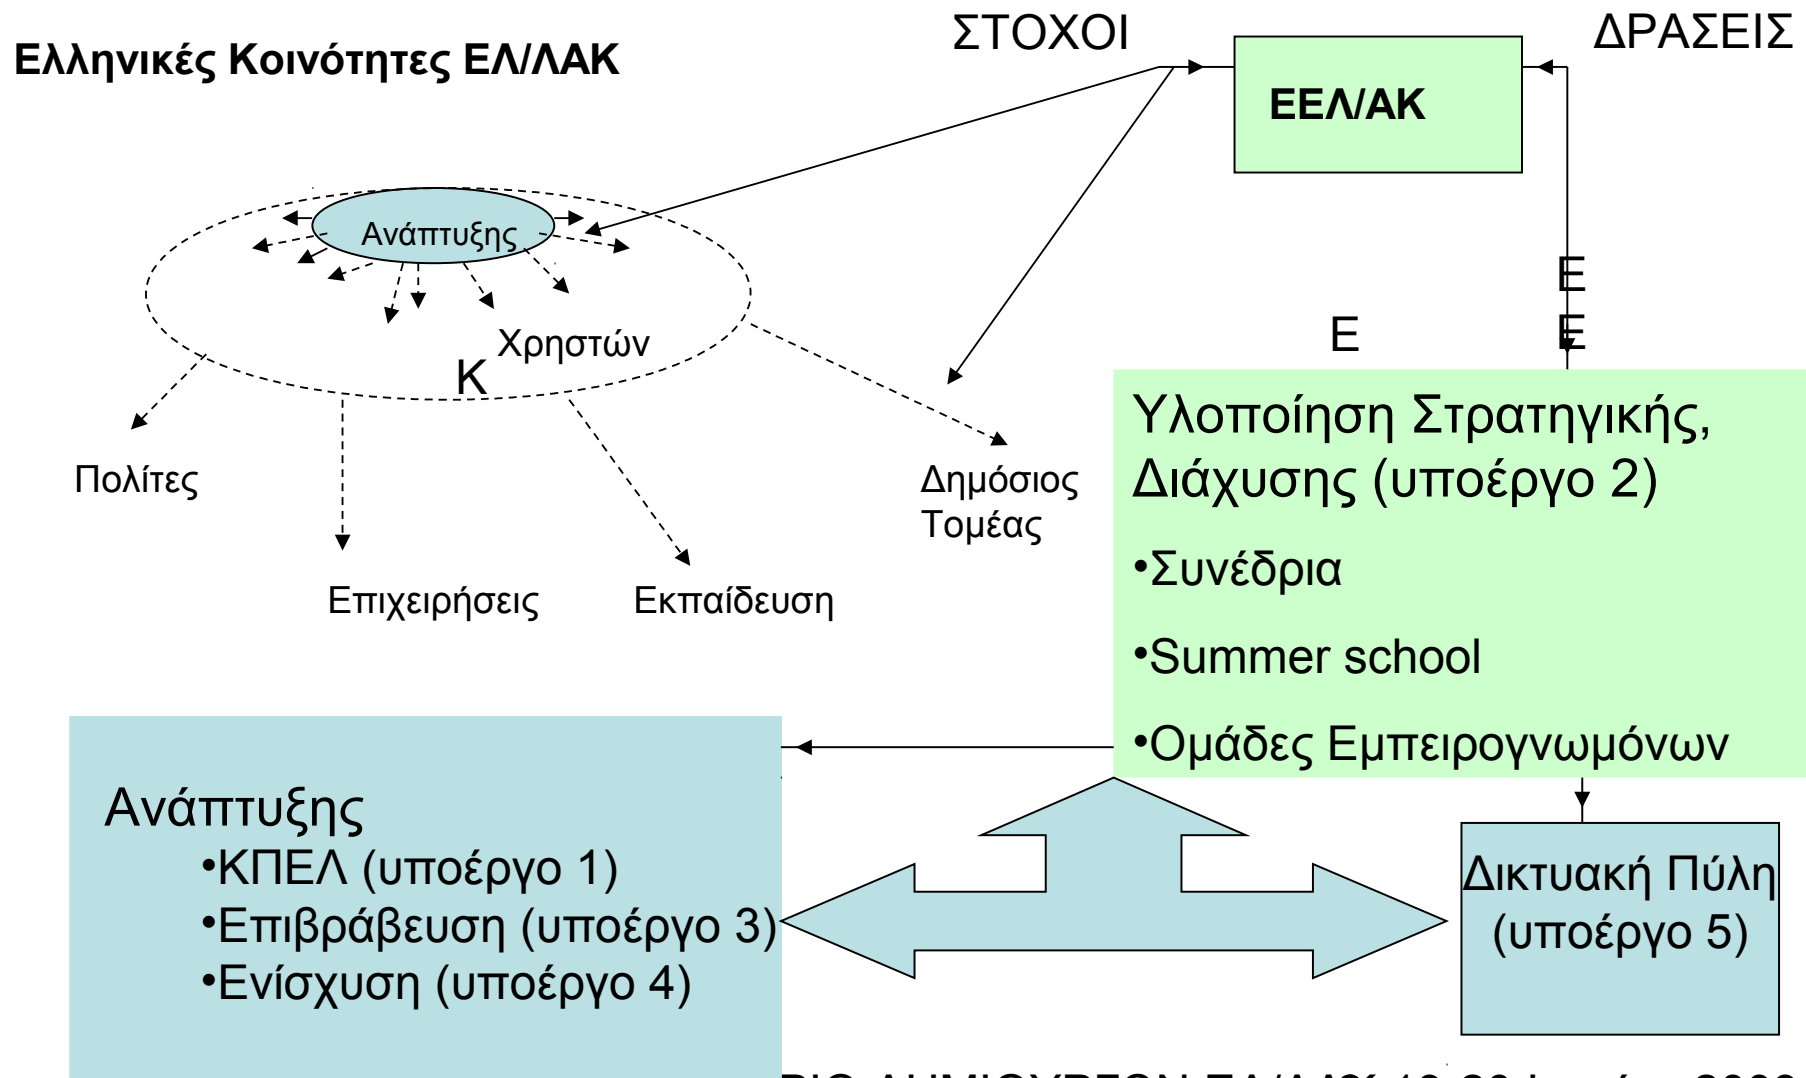 ΣΤΟΧΟΙ
ΔΡΑΣΕΙΣ
Ελληνικές Κοινότητες ΕΛ/ΛΑΚ
ΕΕΛ/ΑΚ
Ανάπτυξης
Ε
Ε
Ε
Χρηστών
Κ
Πολίτες
Δημόσιος
Τομέας
Επιχειρήσεις
Εκπαίδευση
Υλοποίηση Στρατηγικής,
Διάχυσης (υποέργο 2)
•Συνέδρια
•Summer school
•Ομάδες Εμπειρογνωμόνων
Ανάπτυξης
•ΚΠΕΛ (υποέργο 1)
•Επιβράβευση (υποέργο 3)
•Ενίσχυση (υποέργο 4)
Δικτυακή Πύλη
(υποέργο 5)